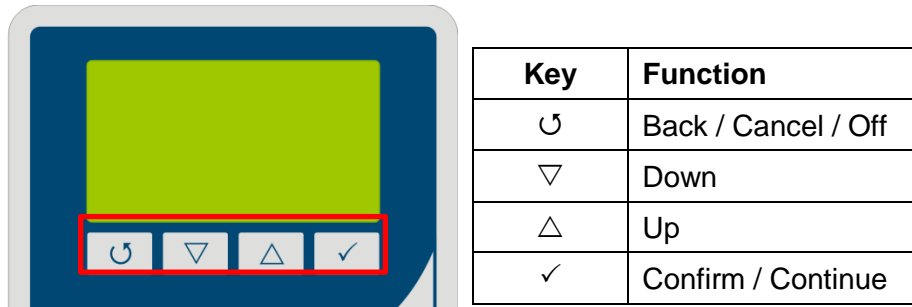 Key Function
↺ Back / Cancel / Off
▽ Down
△ Up
✓ Confirm / Continue
↺ ▽ △ ✓